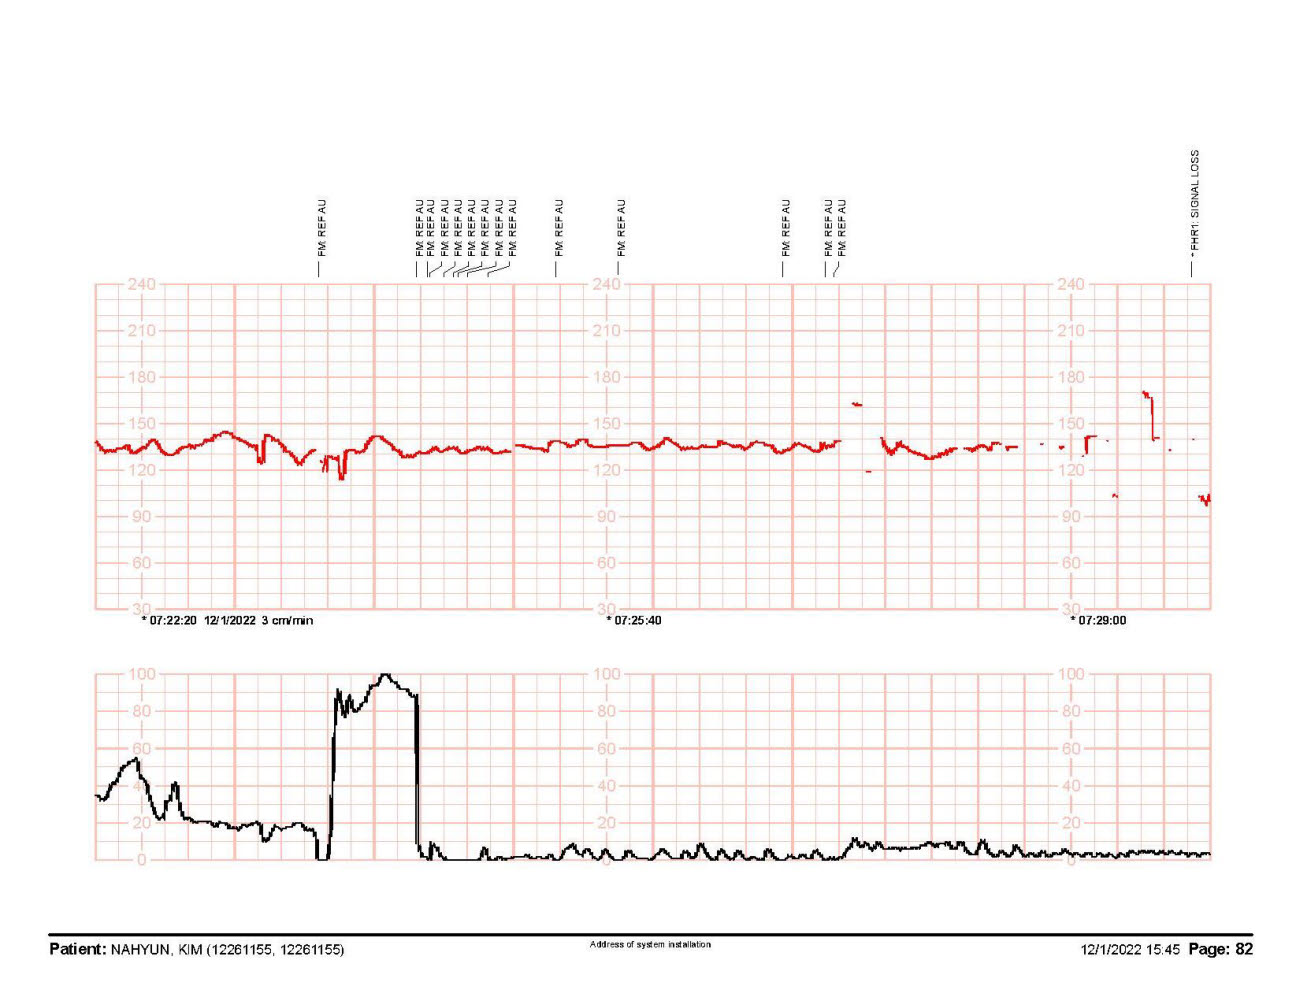 FM: REF AU
FM: REF AU
FM: REF AU
FM: REF AU
FM: REF AU
FM: REF AU
FM: REF AU
FM: REF AU
FM: REF AU
FM: REF AU
FM: REF AU
FM: REF AU
FM: REF AU
FM: REF AU
* FHR1: SIGNAL LOSS
240 240 240
210 210 210
180 180 180
150 150 150
120 120 120
90 90 90
60 60 60
30 30 30
* 07:22:20 12/1/2022 3 cm/min * 07:25:40 * 07:29:00
100 100 100
80 80 80
60 60 60
40 40 40
20 20 20
0 0 0
Patient: NAHYUN, KIM (12261155, 12261155) Address of system installation 12/1/2022 15:45 Page: 82